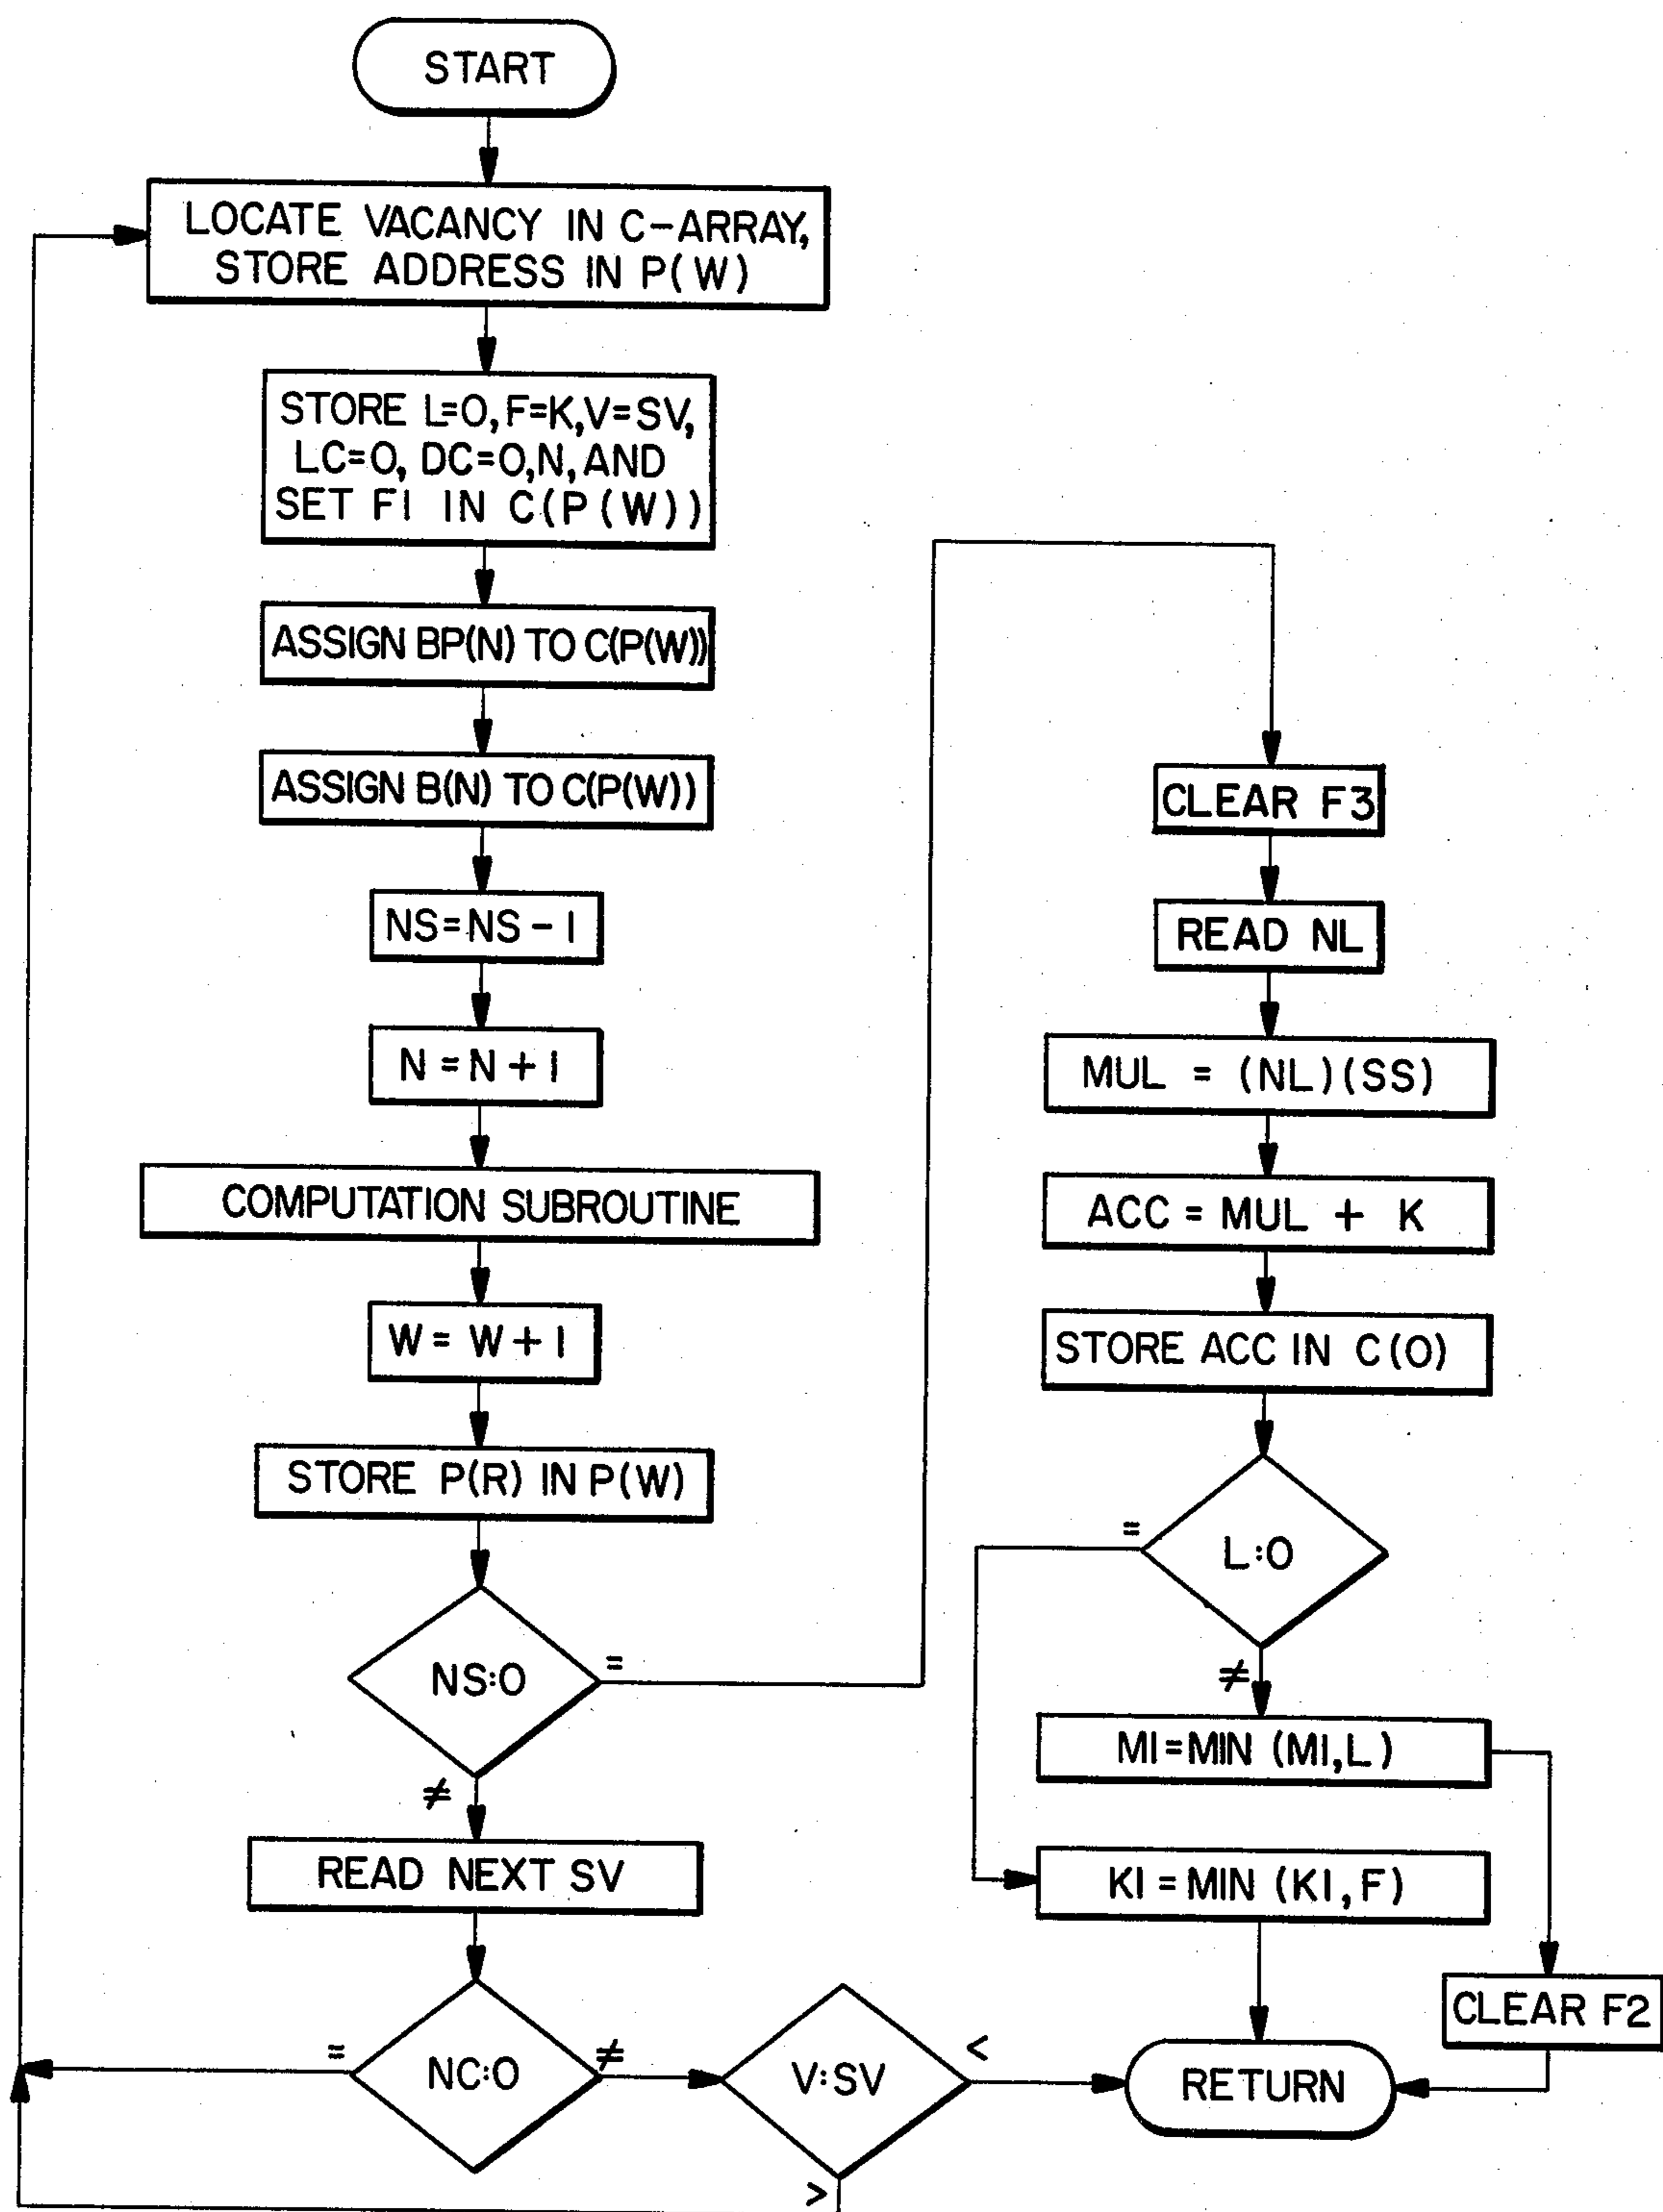 START
LOCATE VACANCY IN C-ARRAY,
STORE ADDRESS IN P(W)
STORE L=0, F=K, V=SV,
LC=0, DC=0, N, AND
SET F1 IN C(P(W))
ASSIGN BP(N) TO C(P(W))
ASSIGN B(N) TO C(P(W))
NS=NS-1
N=N+1
COMPUTATION SUBROUTINE
W=W+1
STORE P(R) IN P(W)
NS:0
=
≠
READ NEXT SV
NC:0
=
≠
V:SV
<
>
CLEAR F3
READ NL
MUL = (NL)(SS)
ACC = MUL + K
STORE ACC IN C(0)
L:0
=
≠
MI=MIN (MI,L)
KI=MIN (KI,F)
CLEAR F2
RETURN